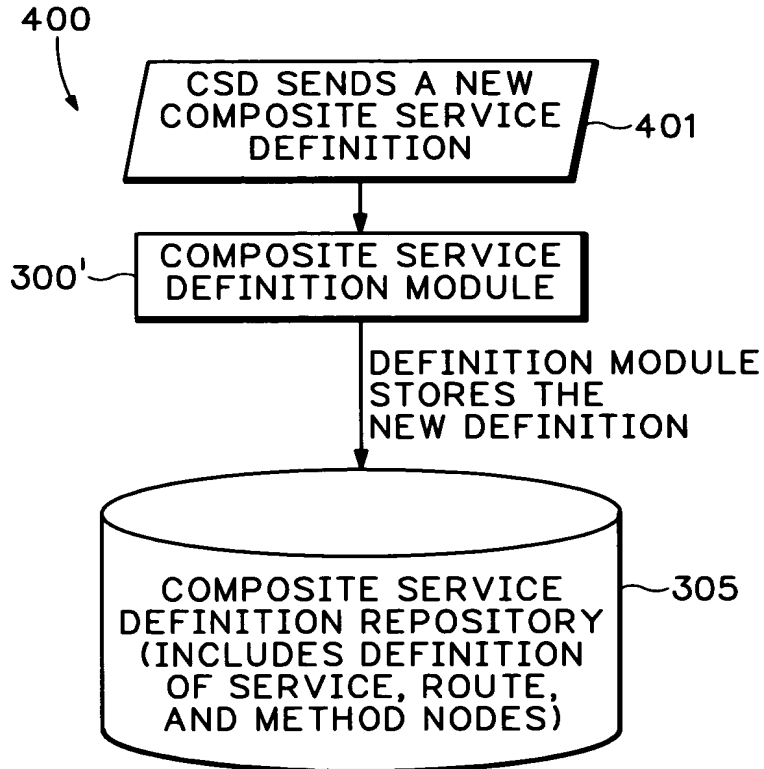 400
CSD SENDS A NEW
COMPOSITE SERVICE
DEFINITION
401
300'
COMPOSITE SERVICE
DEFINITION MODULE
DEFINITION MODULE
STORES THE
NEW DEFINITION
COMPOSITE SERVICE
DEFINITION REPOSITORY
(INCLUDES DEFINITION
OF SERVICE, ROUTE,
AND METHOD NODES)
305